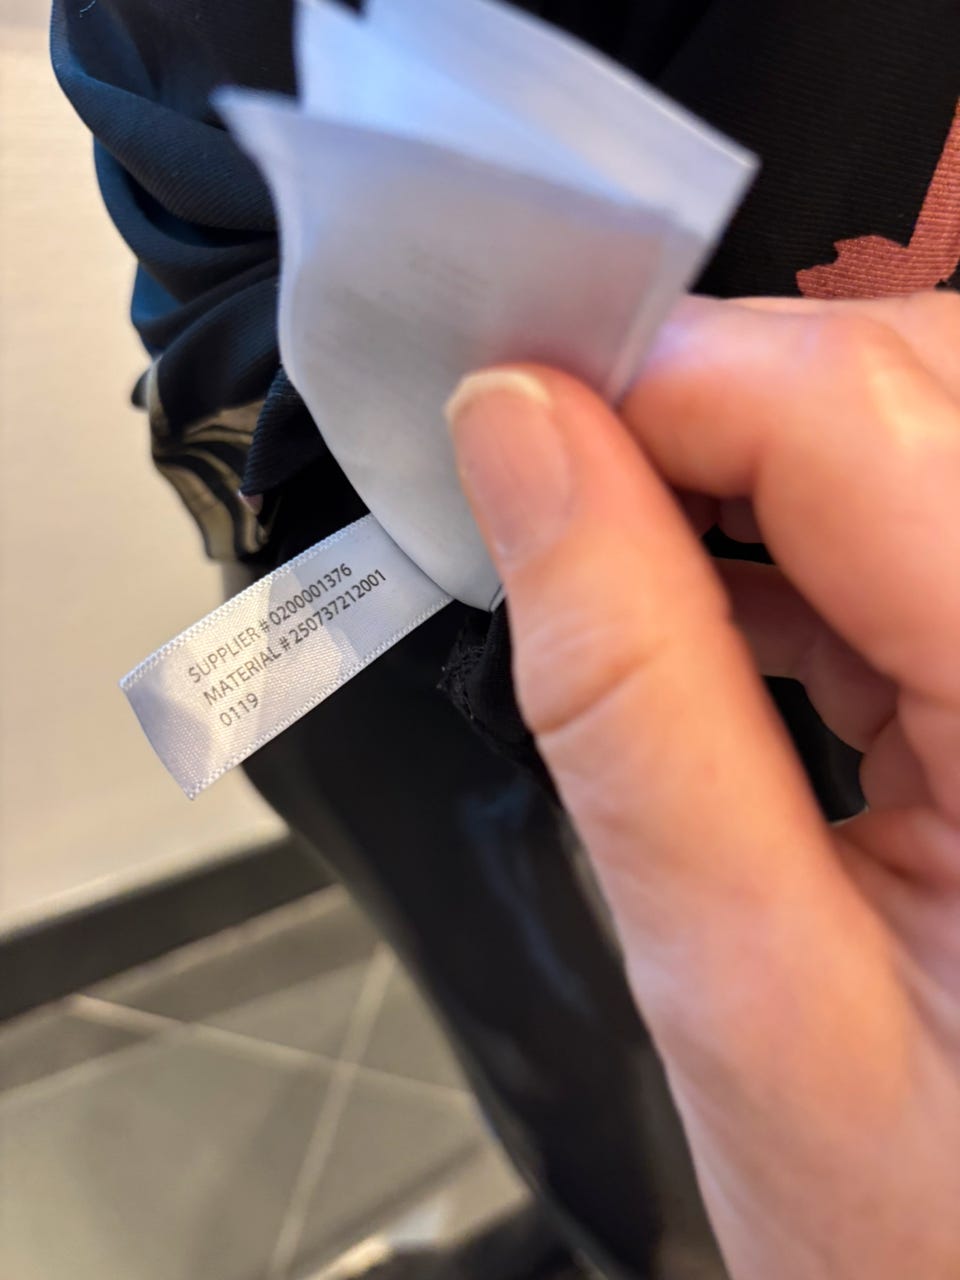 SUPPLIER # 0200001376
MATERIAL # 250737212001
0119